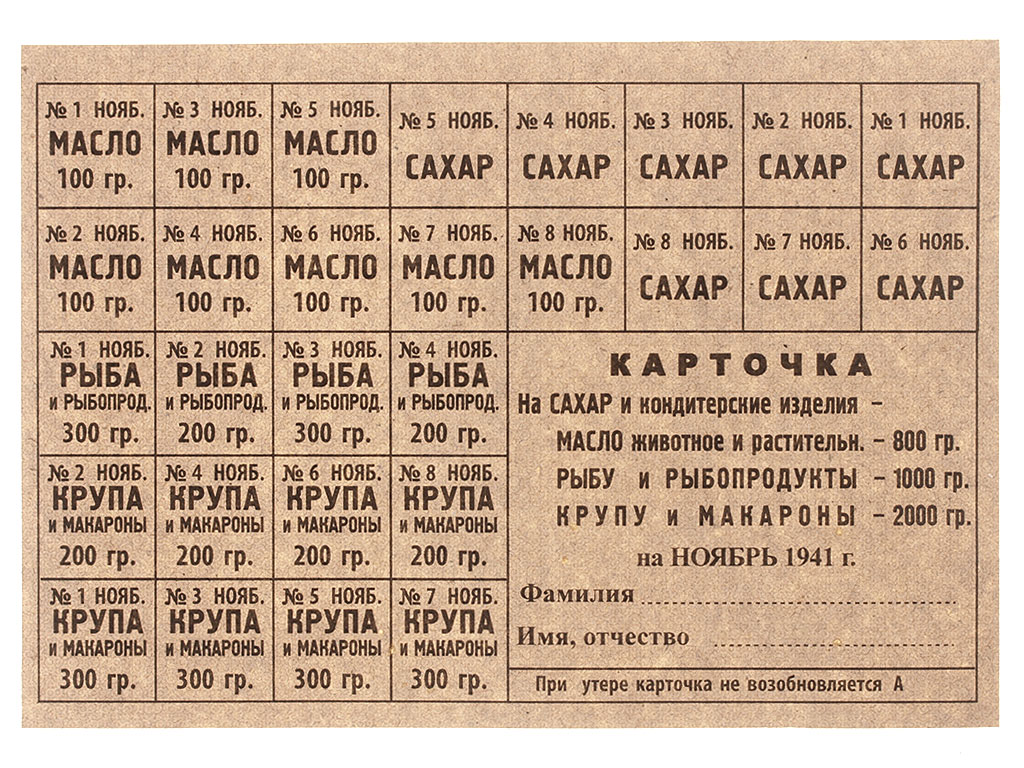 № 1 НОЯБ.
МАСЛО
100 гр.
№ 3 НОЯБ.
МАСЛО
100 гр.
№ 5 НОЯБ.
МАСЛО
100 гр.
№ 5 НОЯБ.
САХАР
№ 4 НОЯБ.
САХАР
№ 3 НОЯБ.
САХАР
№ 2 НОЯБ.
САХАР
№ 1 НОЯБ.
САХАР
№ 2 НОЯБ.
МАСЛО
100 гр.
№ 4 НОЯБ.
МАСЛО
100 гр.
№ 6 НОЯБ.
МАСЛО
100 гр.
№ 7 НОЯБ.
МАСЛО
100 гр.
№ 8 НОЯБ.
МАСЛО
100 гр.
№ 8 НОЯБ.
САХАР
№ 7 НОЯБ.
САХАР
№ 6 НОЯБ.
САХАР
№ 1 НОЯБ.
РЫБА
и РЫБОПРОД.
300 гр.
№ 2 НОЯБ.
РЫБА
и РЫБОПРОД.
200 гр.
№ 3 НОЯБ.
РЫБА
и РЫБОПРОД.
300 гр.
№ 4 НОЯБ.
РЫБА
и РЫБОПРОД.
200 гр.
№ 2 НОЯБ.
КРУПА
и МАКАРОНЫ
200 гр.
№ 4 НОЯБ.
КРУПА
и МАКАРОНЫ
200 гр.
№ 6 НОЯБ.
КРУПА
и МАКАРОНЫ
200 гр.
№ 8 НОЯБ.
КРУПА
и МАКАРОНЫ
200 гр.
№ 1 НОЯБ.
КРУПА
и МАКАРОНЫ
300 гр.
№ 3 НОЯБ.
КРУПА
и МАКАРОНЫ
300 гр.
№ 5 НОЯБ.
КРУПА
и МАКАРОНЫ
300 гр.
№ 7 НОЯБ.
КРУПА
и МАКАРОНЫ
300 гр.
КАРТОЧКА
На САХАР и кондитерские изделия –
МАСЛО животное и растительн. – 800 гр.
РЫБУ и РЫБОПРОДУКТЫ – 1000 гр.
КРУПУ и МАКАРОНЫ – 2000 гр.
на НОЯБРЬ 1941 г.
Фамилия
Имя, отчество
При утере карточка не возобновляется А